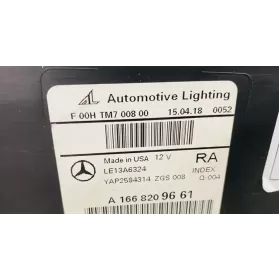 AL Automotive Lighting
F 00H TM7 008 00 15.04.18 0052
Made in USA 12 V RA
LE13A6324 INDEX
YAP2584314 ZGS 008 Q-004
A 166 820 96 61